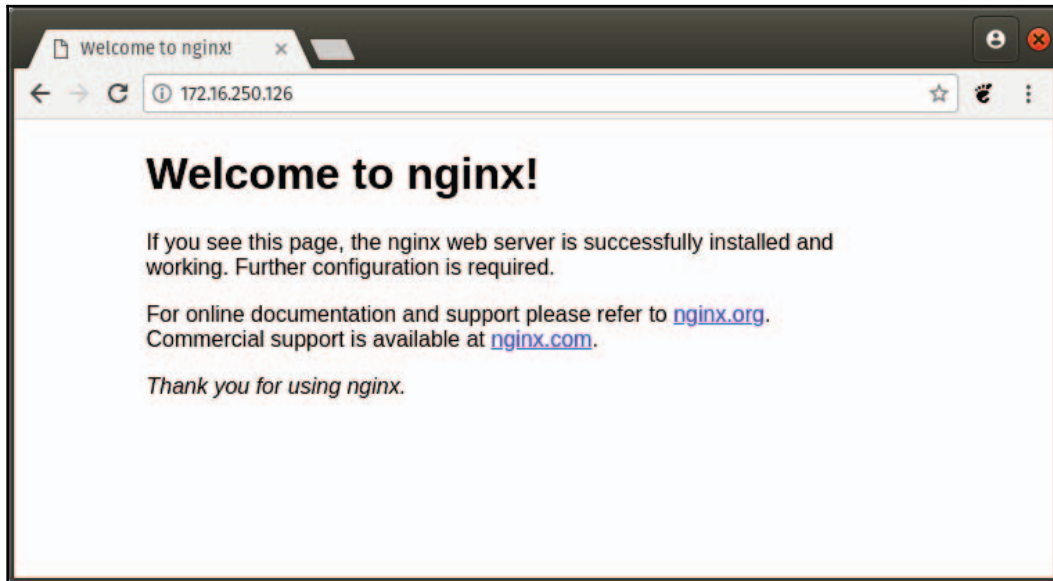 Welcome to nginx!
172.16.250.126
Welcome to nginx!
If you see this page, the nginx web server is successfully installed and
working. Further configuration is required.
For online documentation and support please refer to nginx.org.
Commercial support is available at nginx.com.
Thank you for using nginx.